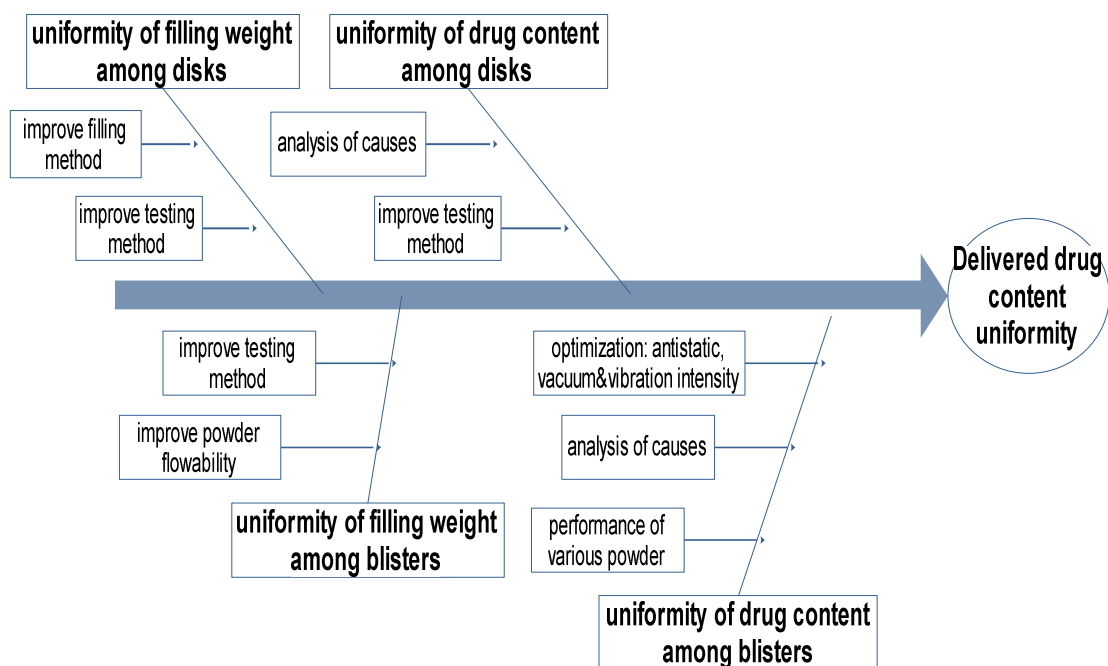 uniformity of filling weight
among disks
uniformity of drug content
among disks
improve filling
method
analysis of causes
improve testing
method
improve testing
method
Delivered drug
content
uniformity
improve testing
method
optimization: antistatic,
vacuum&vibration intensity
improve powder
flowability
analysis of causes
uniformity of filling weight
among blisters
performance of
various powder
uniformity of drug content
among blisters